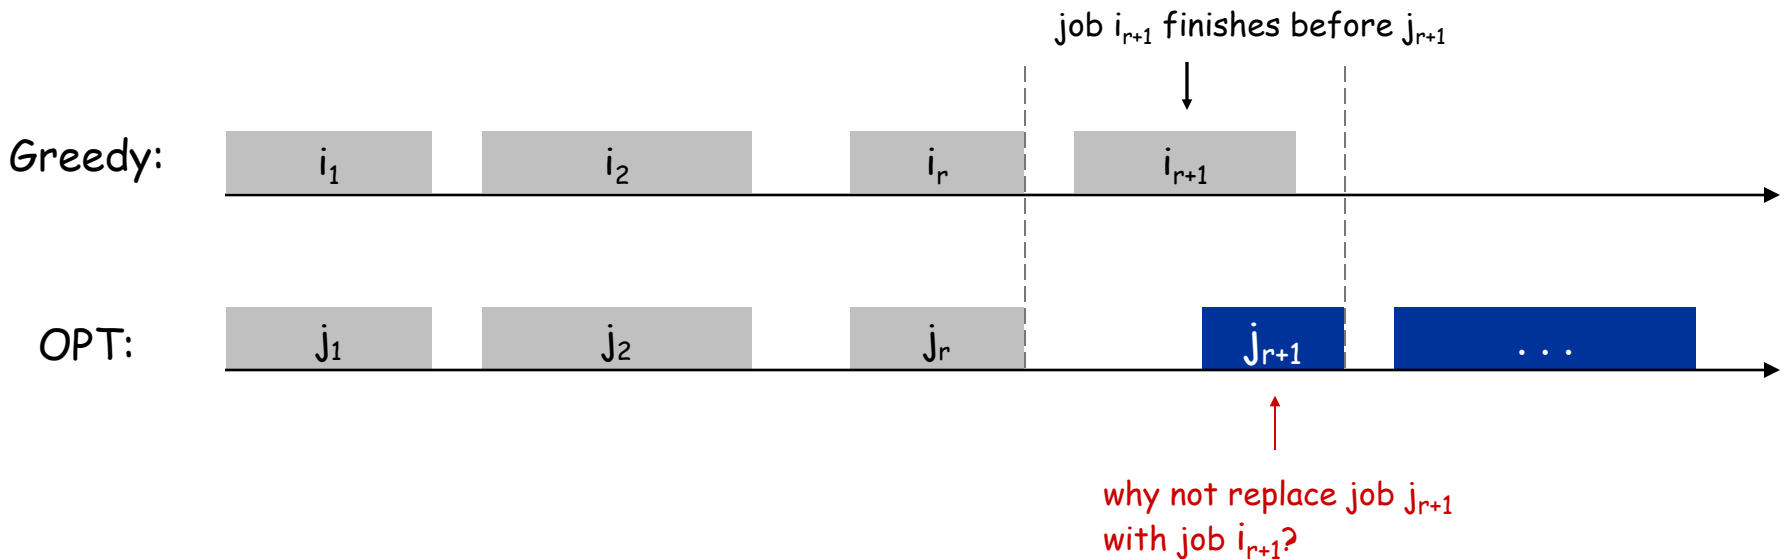 job i_{r+1} finishes before j_{r+1}
Greedy: i_1 i_2 i_r i_{r+1}
OPT: j_1 j_2 j_r j_{r+1} . . .
why not replace job j_{r+1}
with job i_{r+1}?